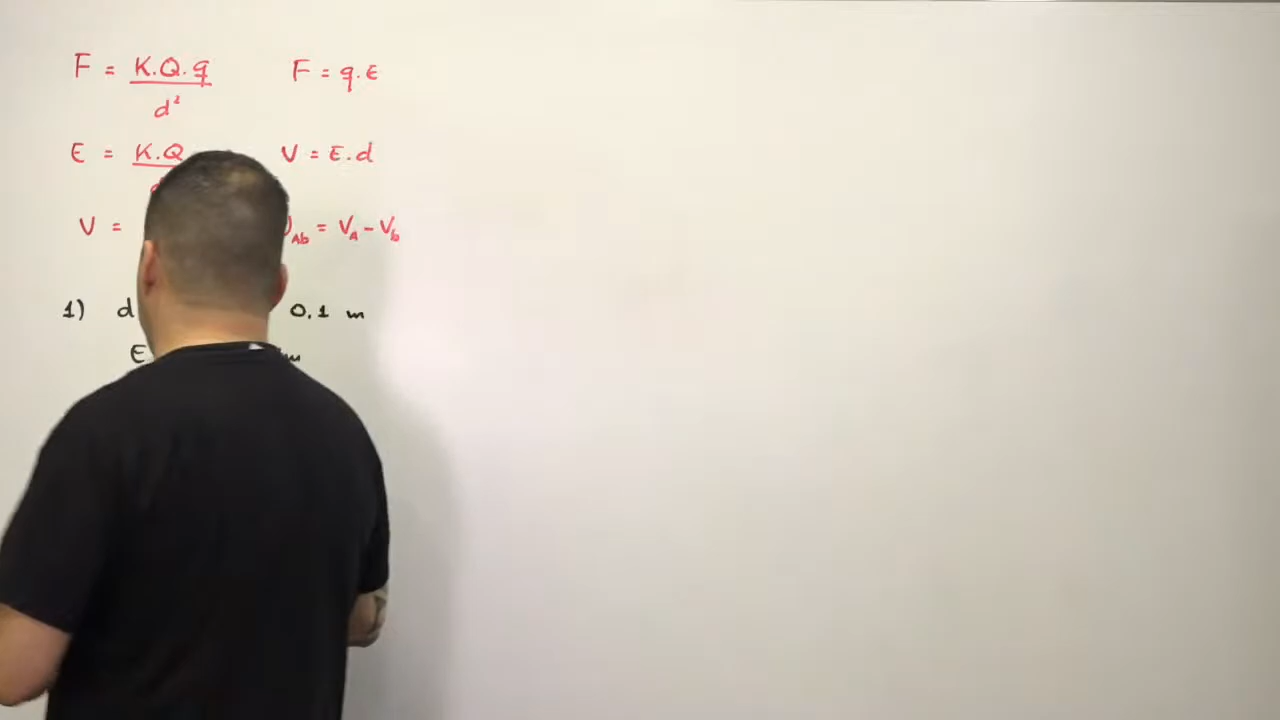 F = K.Q.q / d² F = q.E
E = K.Q V = E.d
V = AB = VA - Vb
1) d 0,1 m
E m